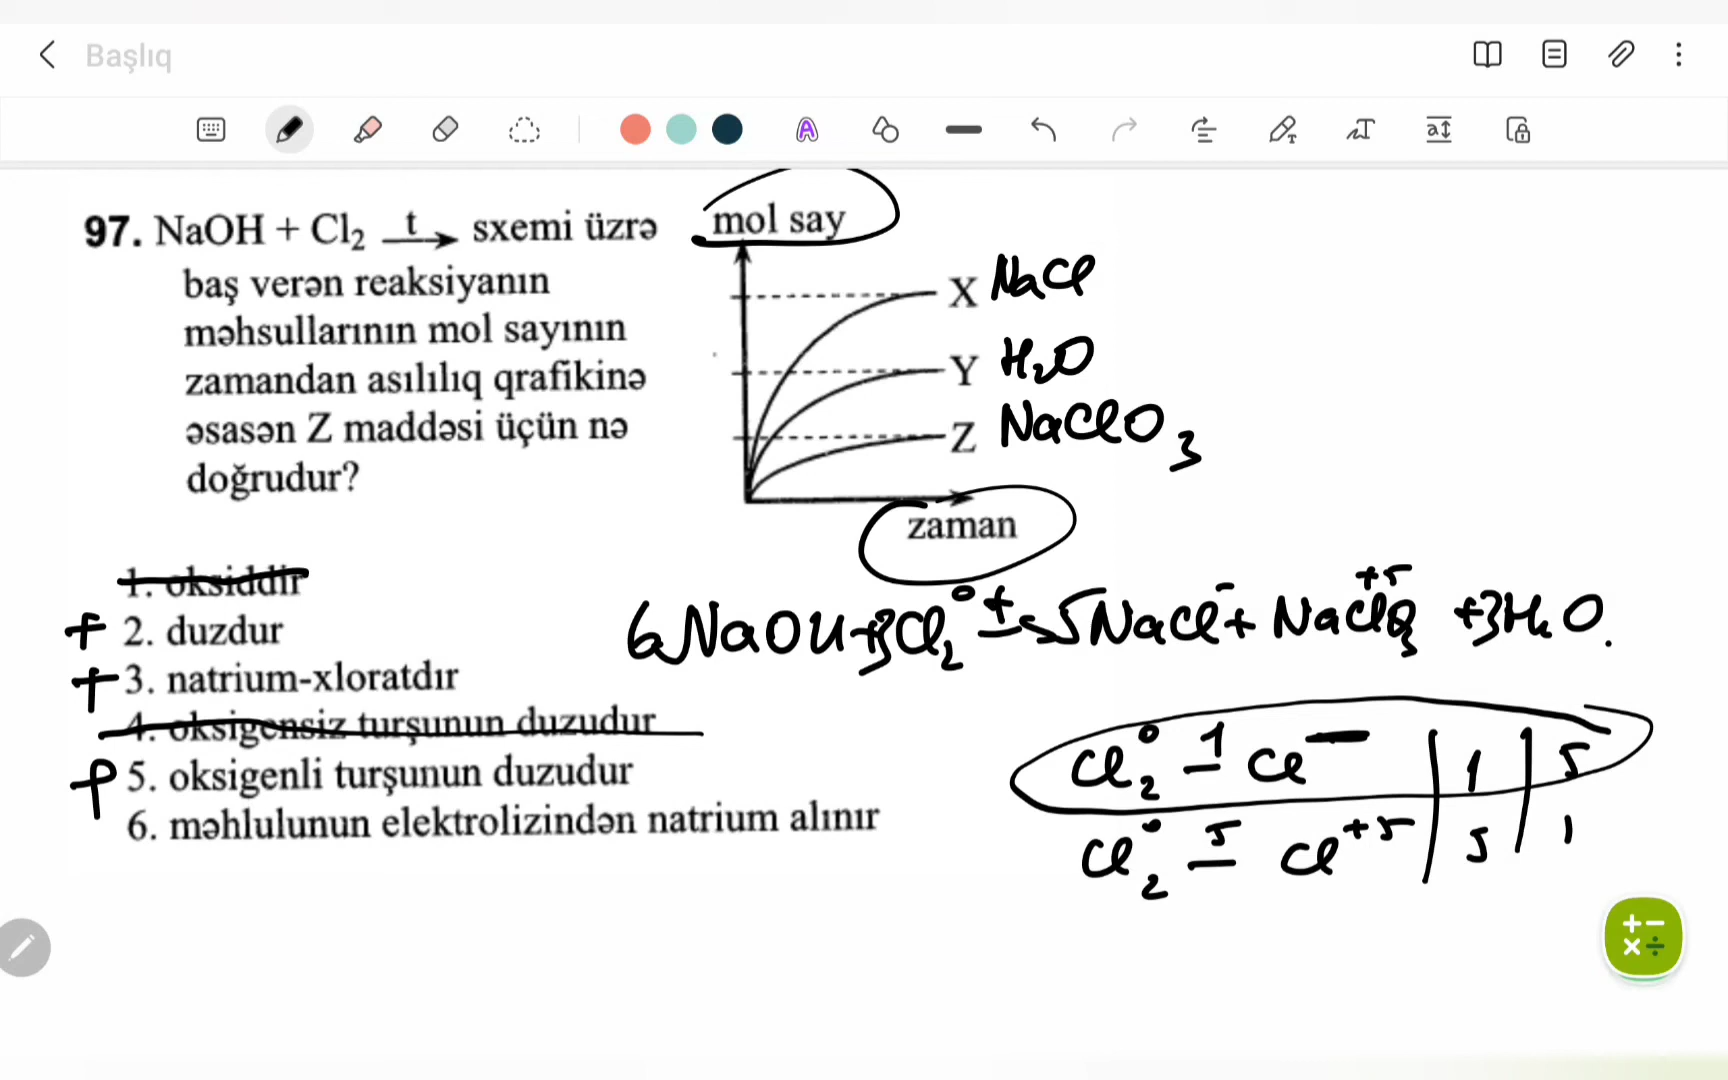 Başlıq
97. NaOH + Cl₂ →t sxemi üzrə
baş verən reaksiyanın
məhsullarının mol sayının
zamandan asılılıq qrafikinə
əsasən Z maddəsi üçün nə
doğrudur?
mol say
X NaCl
Y H₂O
Z NaClO₃
zaman
1. oksiddir
+ 2. duzdur
+ 3. natrium-xloratdır
4. oksigensiz turşunun duzudur
+ 5. oksigenli turşunun duzudur
6. məhlulunun elektrolizindən natrium alınır
6NaOH + 3Cl₂⁰ =t 5NaCl⁻ + NaCl⁺⁵O₃ + 3H₂O.
Cl₂⁰ 1— Cl⁻ | 1 | 5
Cl₂⁰ 5— Cl⁺⁵ | 5 | 1